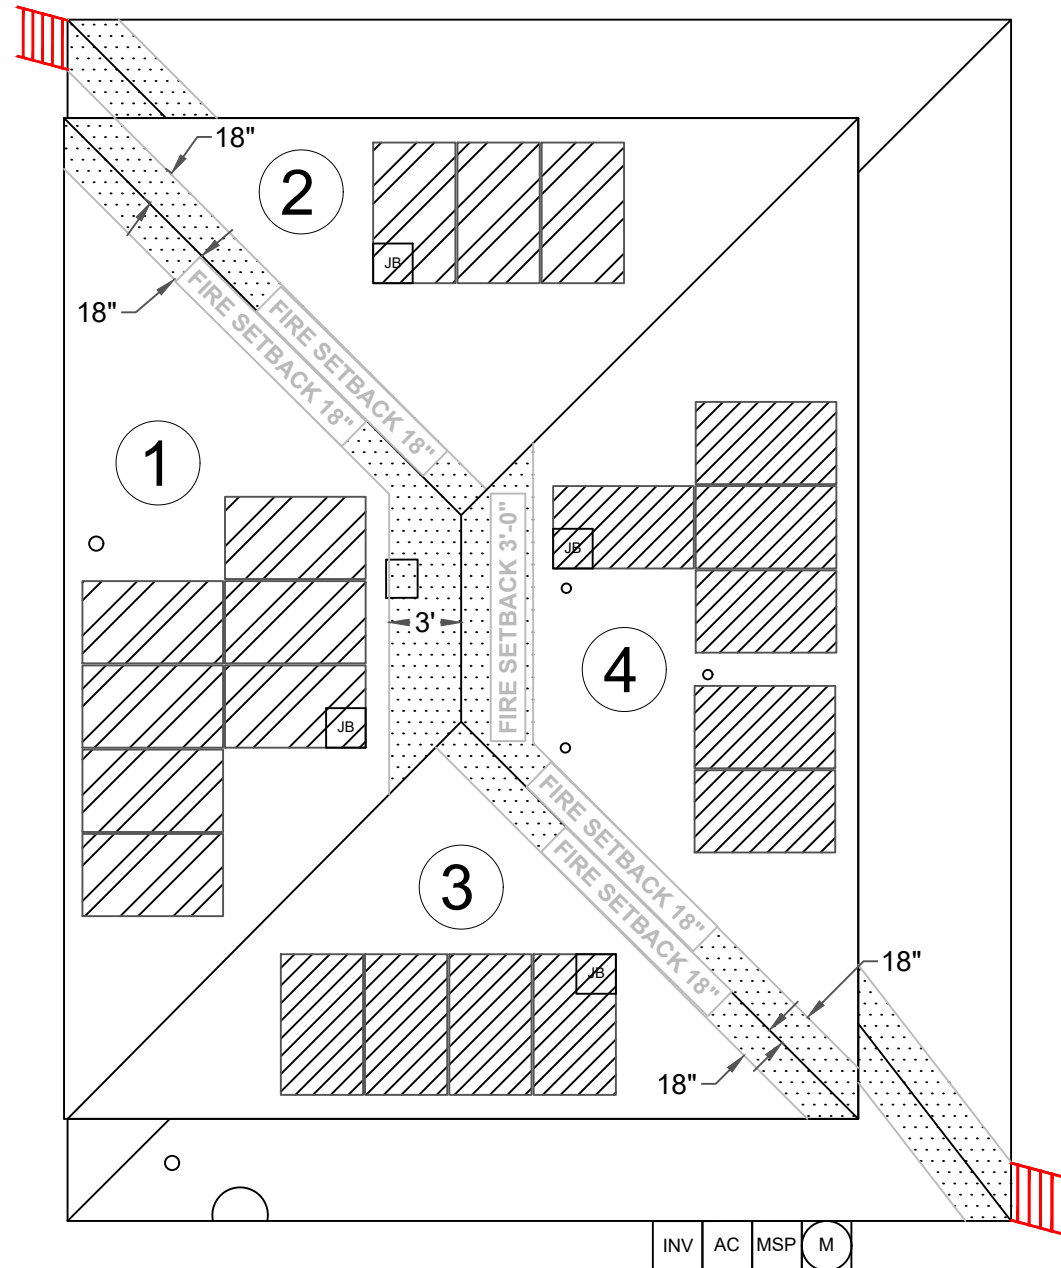 18"
2
JB
18"
FIRE SETBACK 18"
FIRE SETBACK 18"
1
JB
FIRE SETBACK 3'-0"
3'
4
JB
FIRE SETBACK 18"
FIRE SETBACK 18"
3
JB
18"
18"
INV AC MSP M